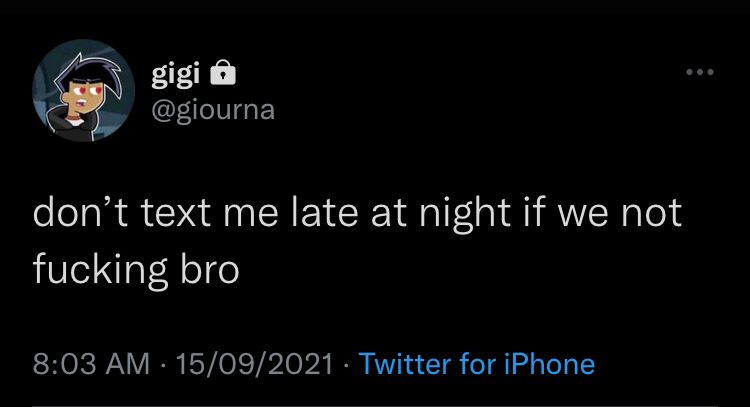 gigi
@giourna
don’t text me late at night if we not
fucking bro
8:03 AM · 15/09/2021 · Twitter for iPhone